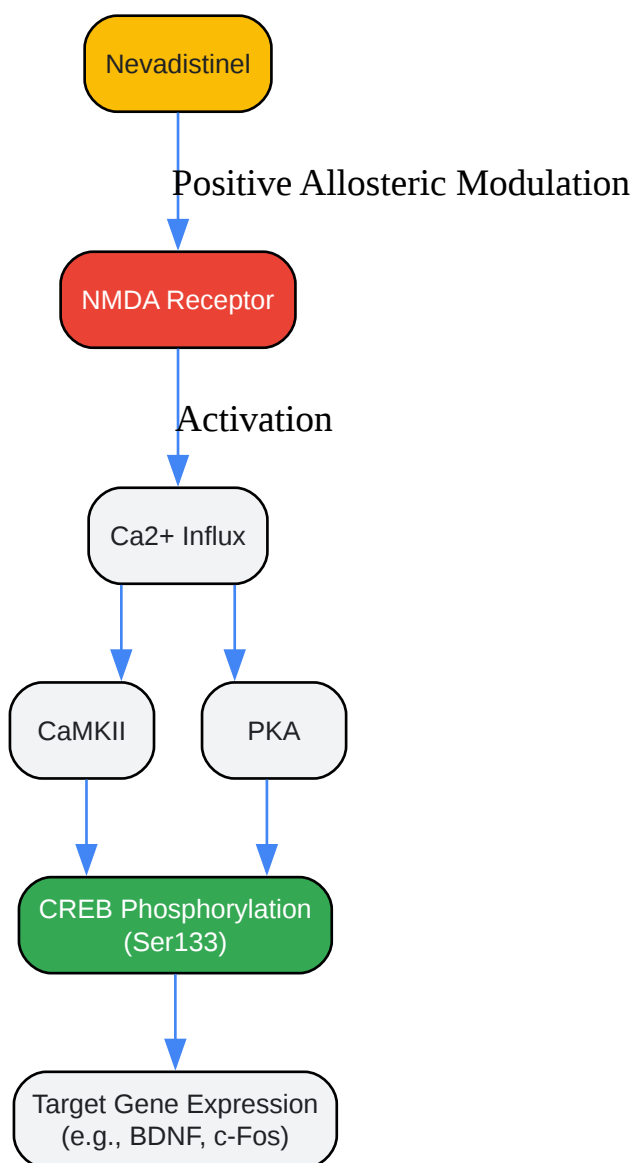 Nevadistinel
Positive Allosteric Modulation
NMDA Receptor
Activation
Ca2+ Influx
CaMKII
PKA
CREB Phosphorylation
(Ser133)
Target Gene Expression
(e.g., BDNF, c-Fos)